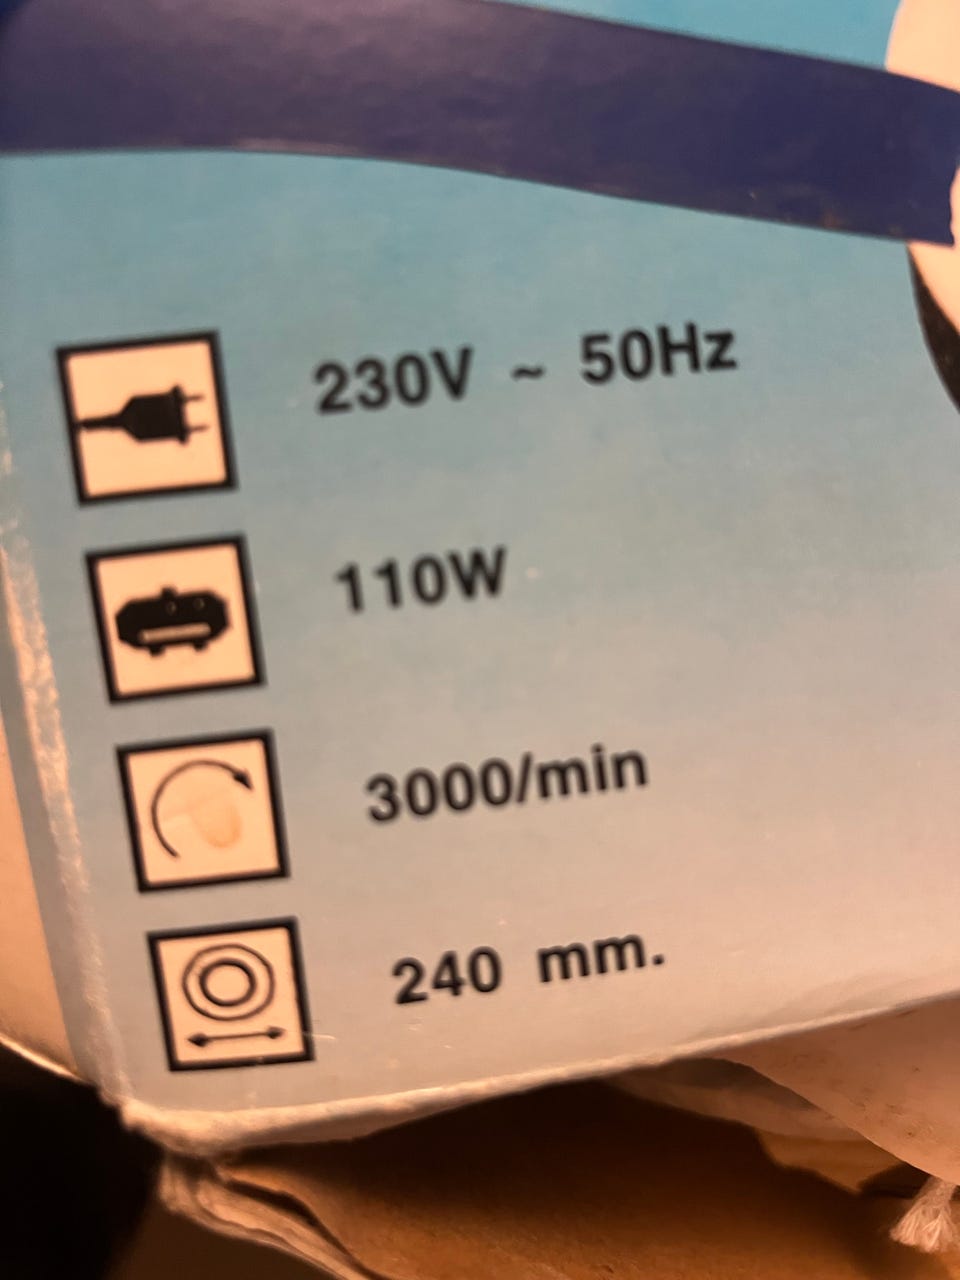 230V ~ 50Hz
110W
3000/min
240 mm.